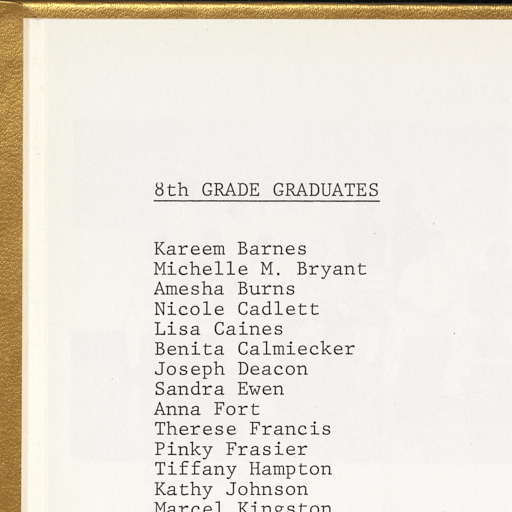 8th GRADE GRADUATES
Kareem Barnes
Michelle M. Bryant
Amesha Burns
Nicole Cadlett
Lisa Caines
Benita Calmiecker
Joseph Deacon
Sandra Ewen
Anna Fort
Therese Francis
Pinky Frasier
Tiffany Hampton
Kathy Johnson
Marcel Kingston